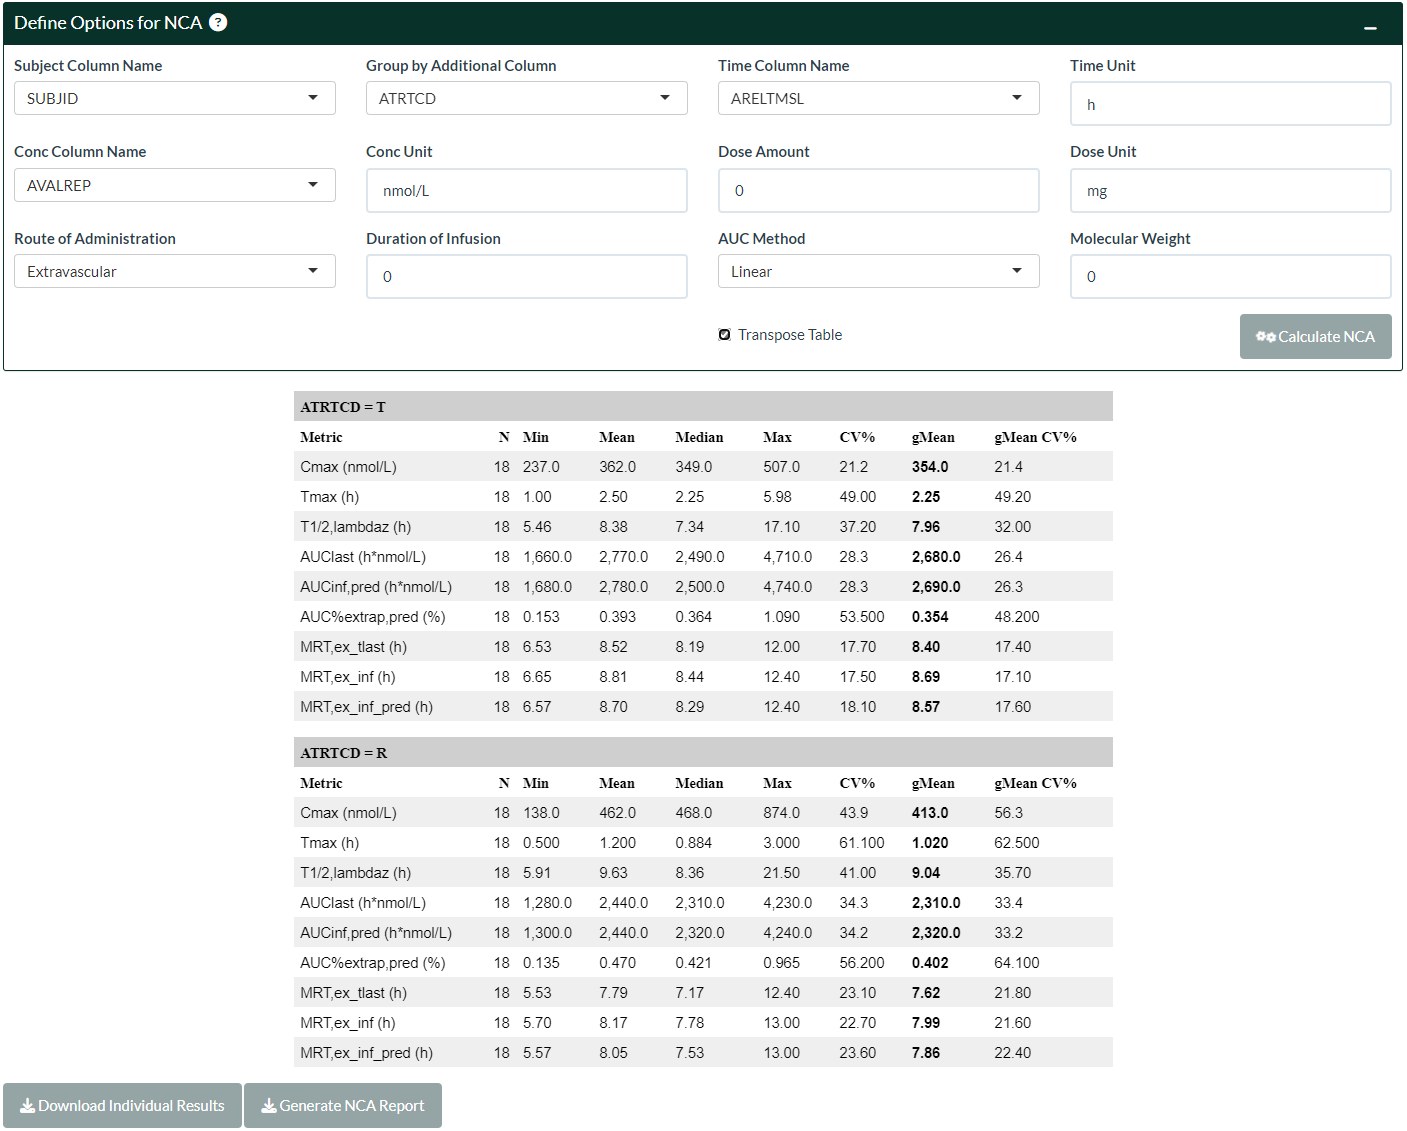 Define Options for NCA ?
Subject Column Name Group by Additional Column Time Column Name Time Unit
SUBJID ATRTCD ARELTMSL h
Conc Column Name Conc Unit Dose Amount Dose Unit
AVALREP nmol/L 0 mg
Route of Administration Duration of Infusion AUC Method Molecular Weight
Extravascular 0 Linear 0
Transpose Table Calculate NCA
ATRTCD = T
Metric N Min Mean Median Max CV% gMean gMean CV%
Cmax (nmol/L) 18 237.0 362.0 349.0 507.0 21.2 354.0 21.4
Tmax (h) 18 1.00 2.50 2.25 5.98 49.00 2.25 49.20
T1/2,lambdaz (h) 18 5.46 8.38 7.34 17.10 37.20 7.96 32.00
AUClast (h*nmol/L) 18 1,660.0 2,770.0 2,490.0 4,710.0 28.3 2,680.0 26.4
AUCinf,pred (h*nmol/L) 18 1,680.0 2,780.0 2,500.0 4,740.0 28.3 2,690.0 26.3
AUC%extrap,pred (%) 18 0.153 0.393 0.364 1.090 53.500 0.354 48.200
MRT,ex_tlast (h) 18 6.53 8.52 8.19 12.00 17.70 8.40 17.40
MRT,ex_inf (h) 18 6.65 8.81 8.44 12.40 17.50 8.69 17.10
MRT,ex_inf_pred (h) 18 6.57 8.70 8.29 12.40 18.10 8.57 17.60
ATRTCD = R
Metric N Min Mean Median Max CV% gMean gMean CV%
Cmax (nmol/L) 18 138.0 462.0 468.0 874.0 43.9 413.0 56.3
Tmax (h) 18 0.500 1.200 0.884 3.000 61.100 1.020 62.500
T1/2,lambdaz (h) 18 5.91 9.63 8.36 21.50 41.00 9.04 35.70
AUClast (h*nmol/L) 18 1,280.0 2,440.0 2,310.0 4,230.0 34.3 2,310.0 33.4
AUCinf,pred (h*nmol/L) 18 1,300.0 2,440.0 2,320.0 4,240.0 34.2 2,320.0 33.2
AUC%extrap,pred (%) 18 0.135 0.470 0.421 0.965 56.200 0.402 64.100
MRT,ex_tlast (h) 18 5.53 7.79 7.17 12.40 23.10 7.62 21.80
MRT,ex_inf (h) 18 5.70 8.17 7.78 13.00 22.70 7.99 21.60
MRT,ex_inf_pred (h) 18 5.57 8.05 7.53 13.00 23.60 7.86 22.40
Download Individual Results Generate NCA Report